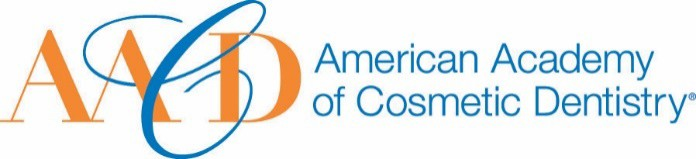 AACD American Academy
of Cosmetic Dentistry®